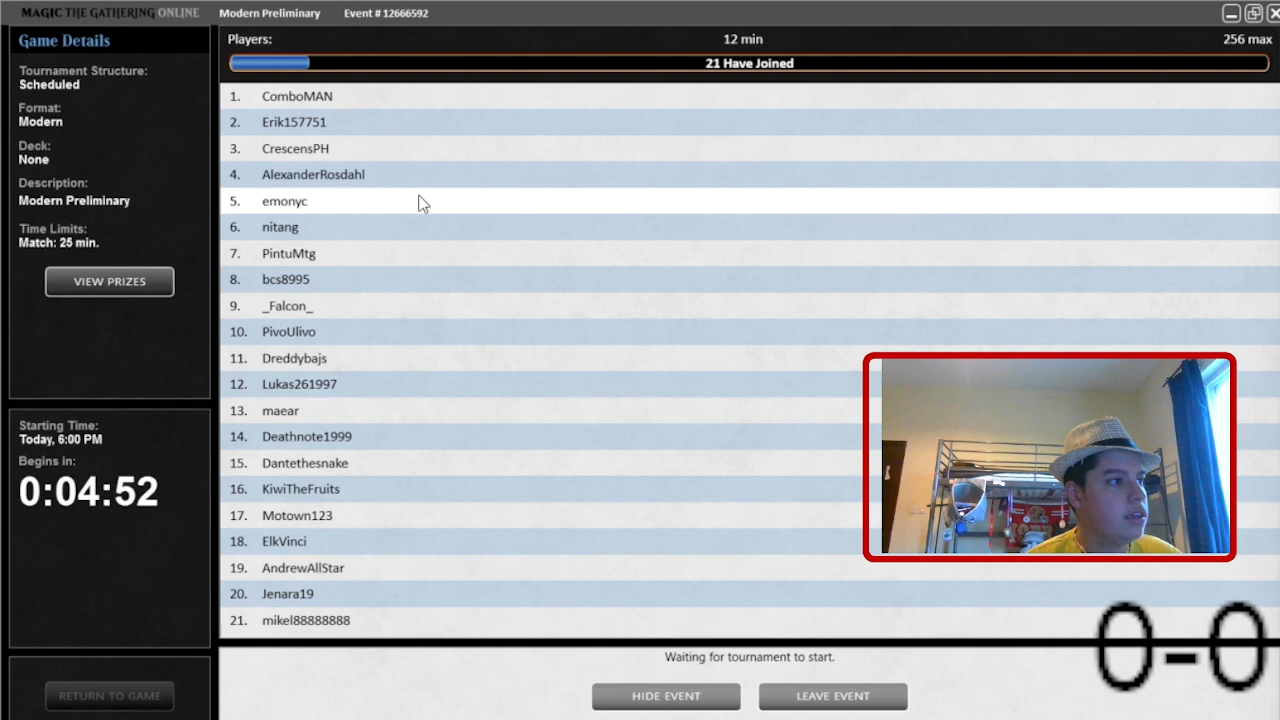 MAGIC THE GATHERING ONLINE Modern Preliminary Event # 12666592
Game Details
Tournament Structure:
Scheduled
Format:
Modern
Deck:
None
Description:
Modern Preliminary
Time Limits:
Match: 25 min.
VIEW PRIZES
Starting Time:
Today, 6:00 PM
Begins in:
0:04:52
RETURN TO GAME
Players: 12 min 256 max
21 Have Joined
1. ComboMAN
2. Erik157751
3. CrescensPH
4. AlexanderRosdahl
5. emonyc
6. nitang
7. PintuMtg
8. bcs8995
9. _Falcon_
10. PivoUlivo
11. Dreddybajs
12. Lukas261997
13. maear
14. Deathnote1999
15. Dantethesnake
16. KiwiTheFruits
17. Motown123
18. ElkVinci
19. AndrewAllStar
20. Jenara19
21. mikel88888888
Waiting for tournament to start.
HIDE EVENT LEAVE EVENT
0-0